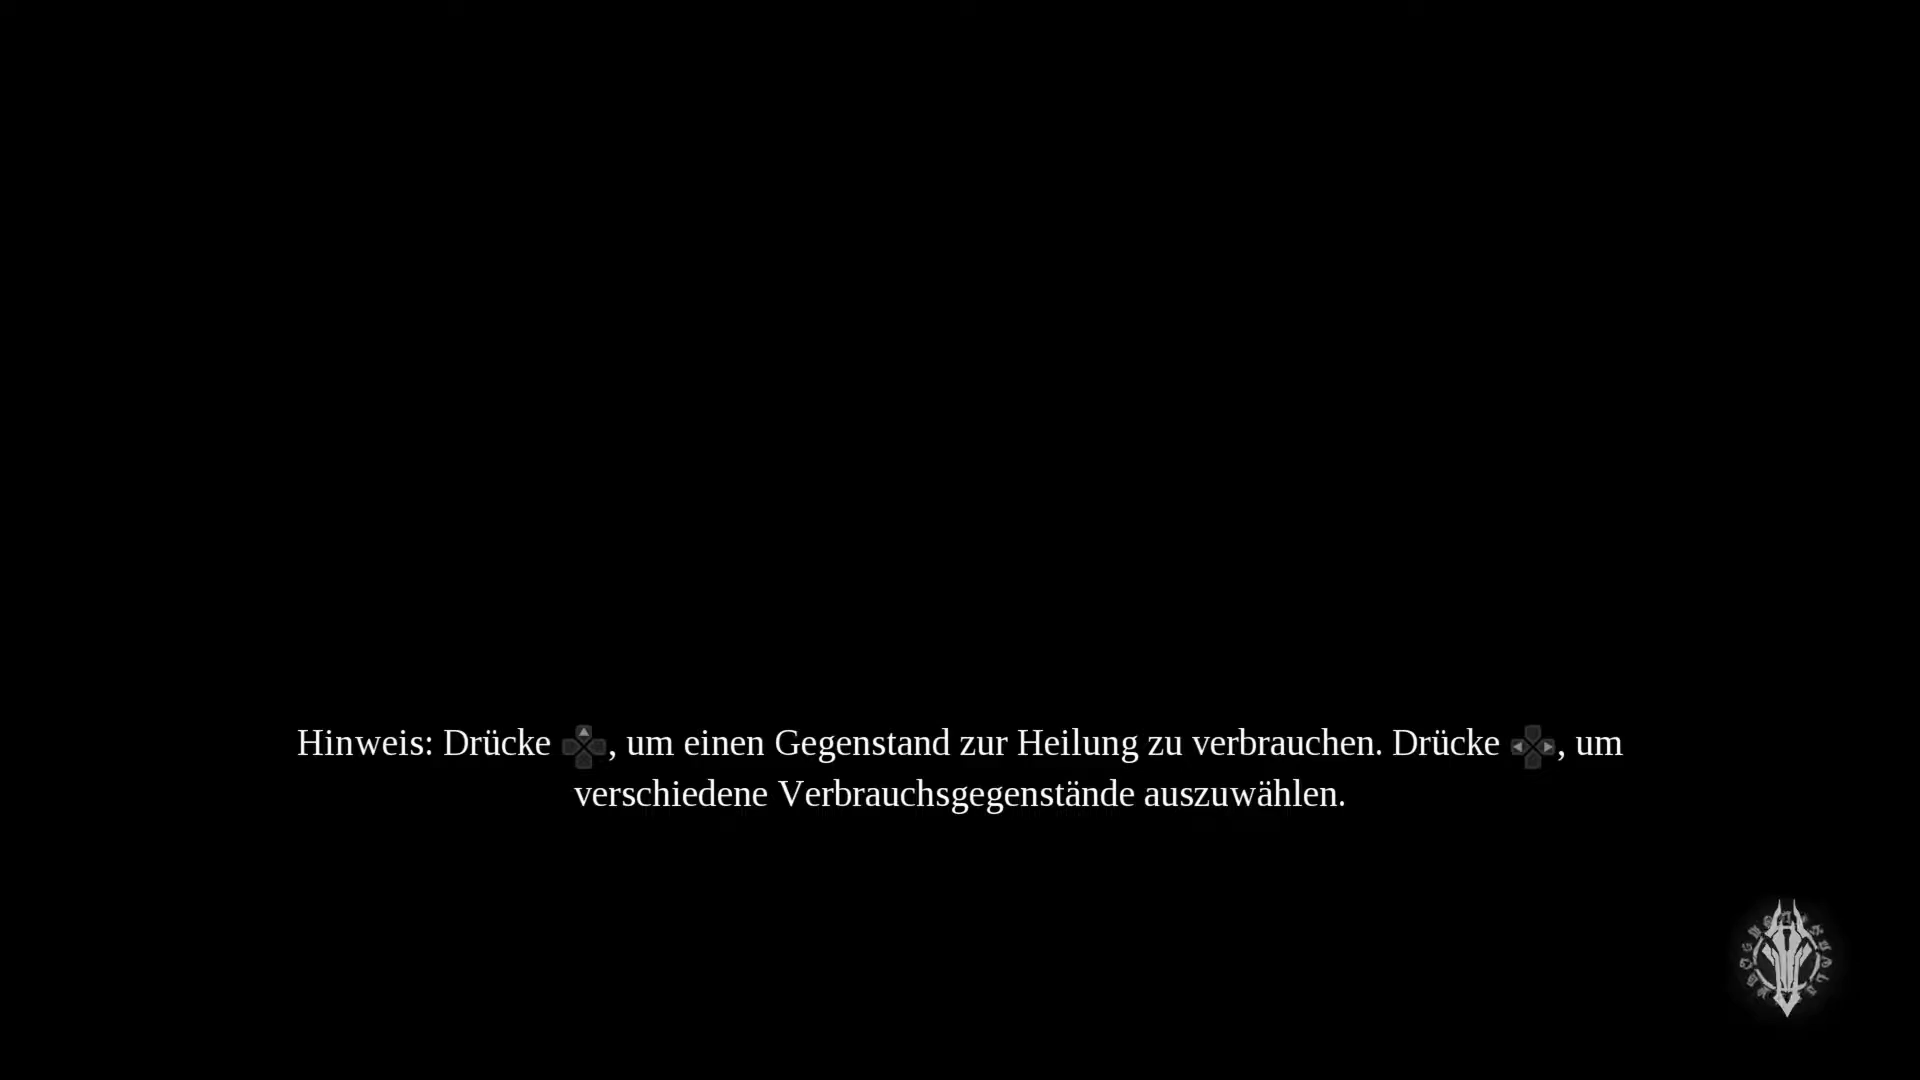 Hinweis: Drücke , um einen Gegenstand zur Heilung zu verbrauchen. Drücke , um
verschiedene Verbrauchsgegenstände auszuwählen.